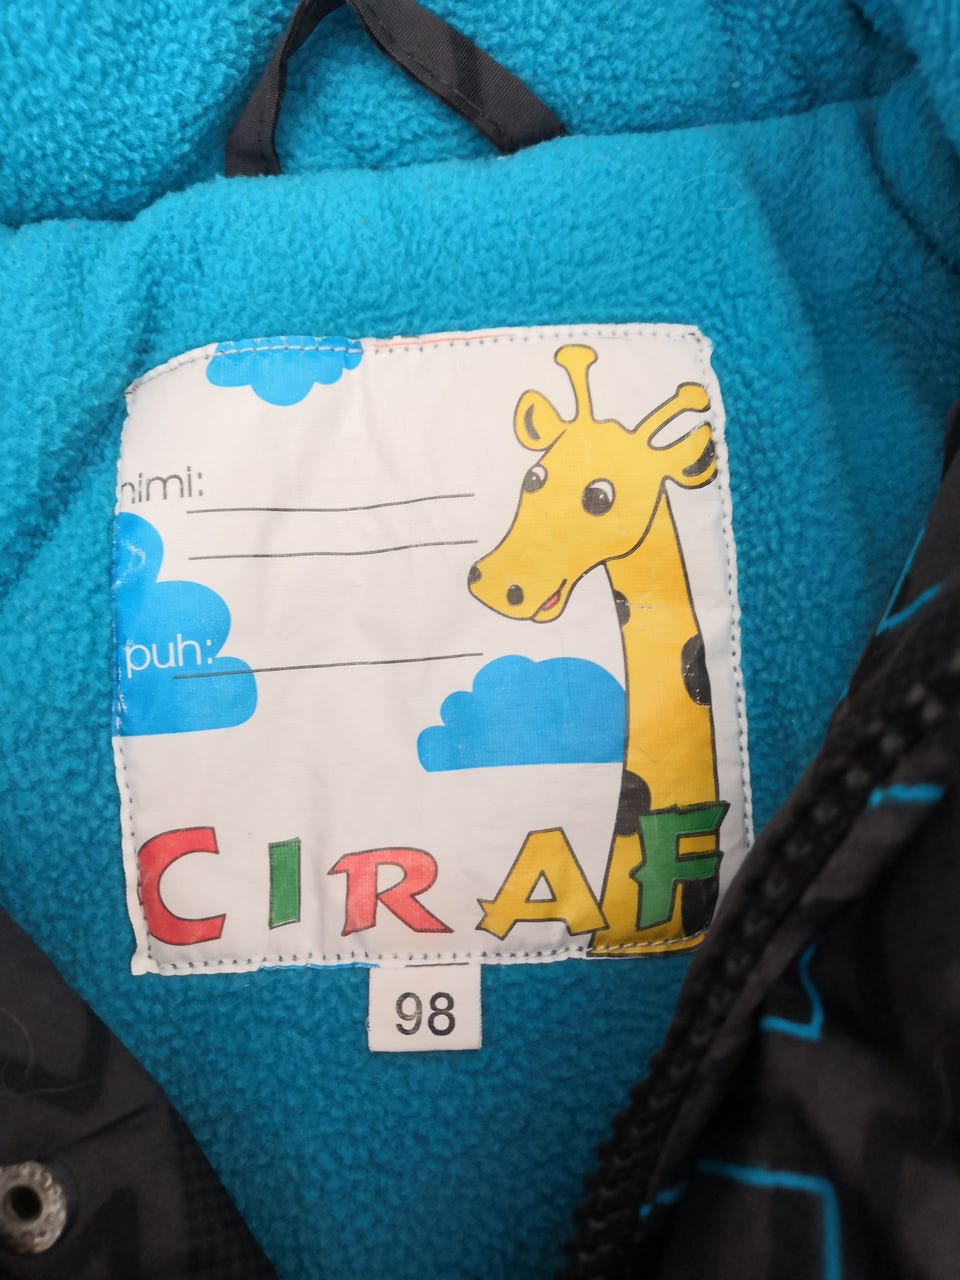 nimi:
puh:
CIRAF
98